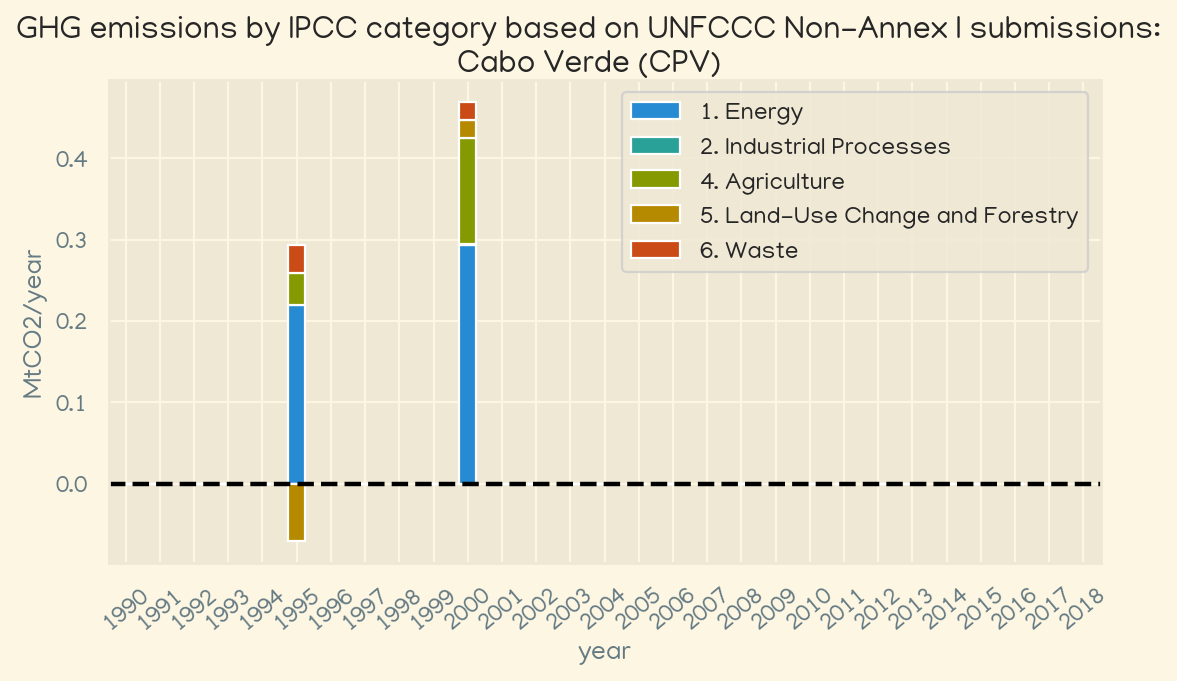 GHG emissions by IPCC category based on UNFCCC Non-Annex I submissions:
Cabo Verde (CPV)
1. Energy
2. Industrial Processes
4. Agriculture
5. Land-Use Change and Forestry
6. Waste
MtCO2/year
0.4
0.3
0.2
0.1
0.0
1990 1991 1992 1993 1994 1995 1996 1997 1998 1999 2000 2001 2002 2003 2004 2005 2006 2007 2008 2009 2010 2011 2012 2013 2014 2015 2016 2017 2018
year